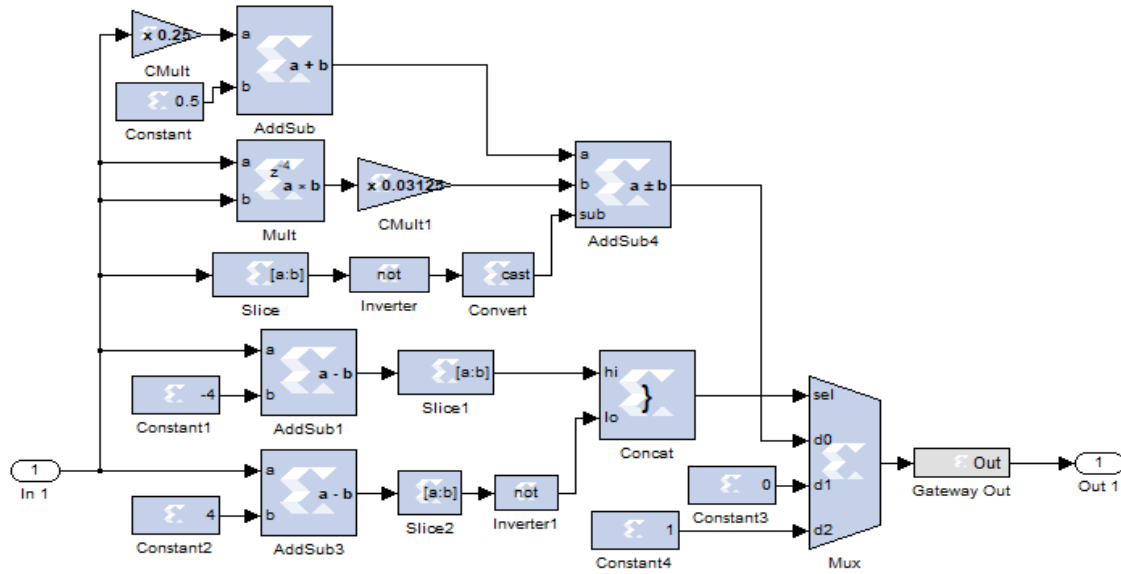 x 0.25
a
b
a + b
CMult
0.5
Constant
AddSub
a
b
z-4
a × b
Mult
x 0.03125
CMult1
a
b
sub
a ± b
AddSub4
[a:b]
Slice
not
Inverter
cast
Convert
a
b
a - b
AddSub1
-4
Constant1
[a:b]
Slice1
hi
lo
}
Concat
1
In 1
a
b
a - b
AddSub3
4
Constant2
[a:b]
Slice2
not
Inverter1
sel
d0
d1
d2
Mux
0
Constant3
1
Constant4
Out
Gateway Out
1
Out 1